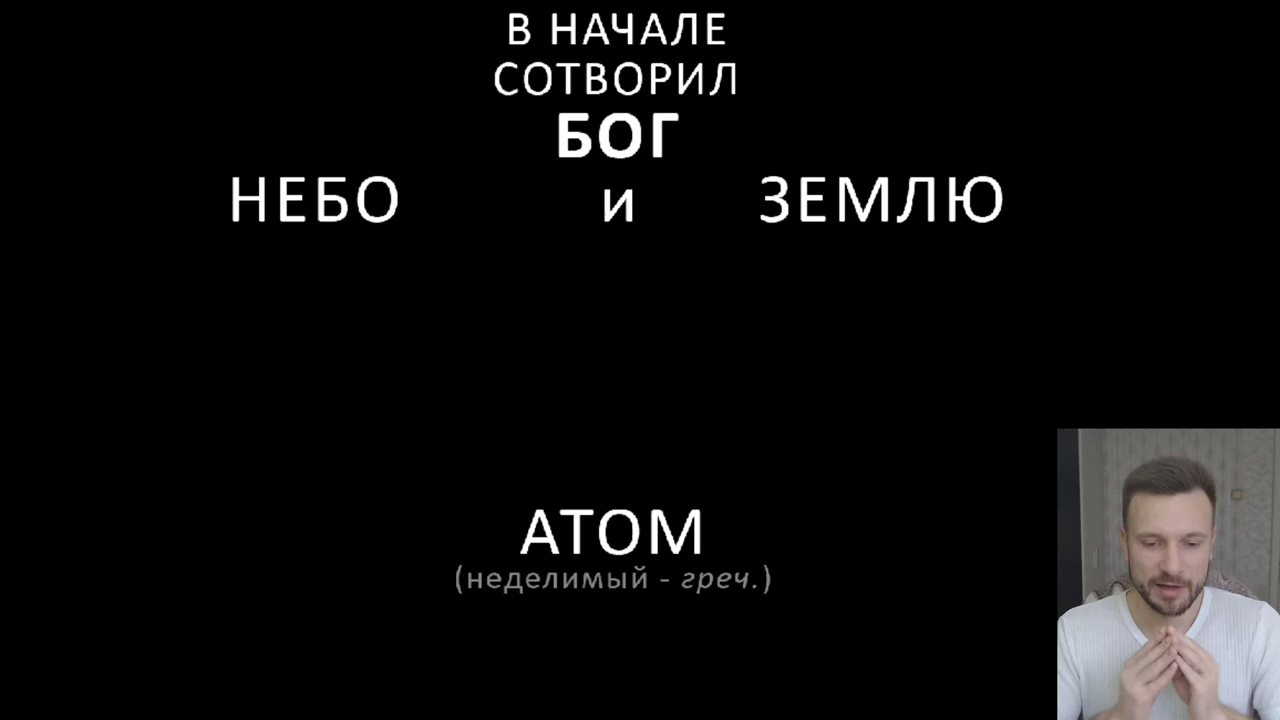 В НАЧАЛЕ
СОТВОРИЛ
БОГ
НЕБО и ЗЕМЛЮ
АТОМ
(неделимый - греч.)